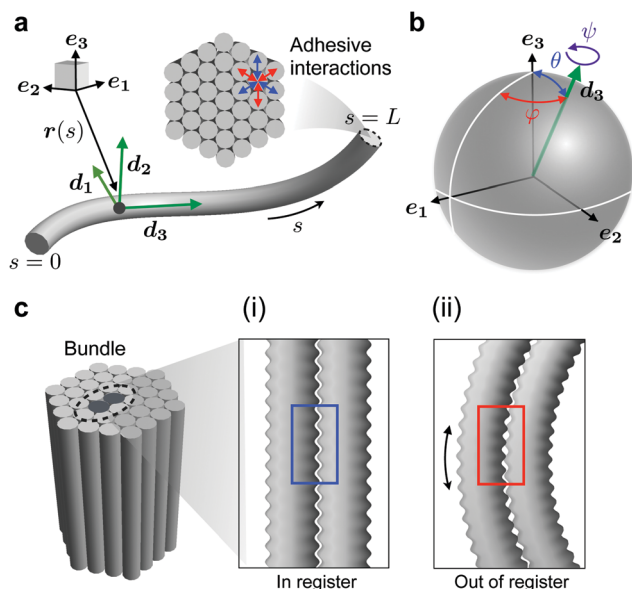 a
e3
e2
e1
r(s)
Adhesive
interactions
s = L
d1
d2
d3
s
s = 0
b
e3
ψ
θ
d3
φ
e1
e2
c
Bundle
(i)
(ii)
In register
Out of register